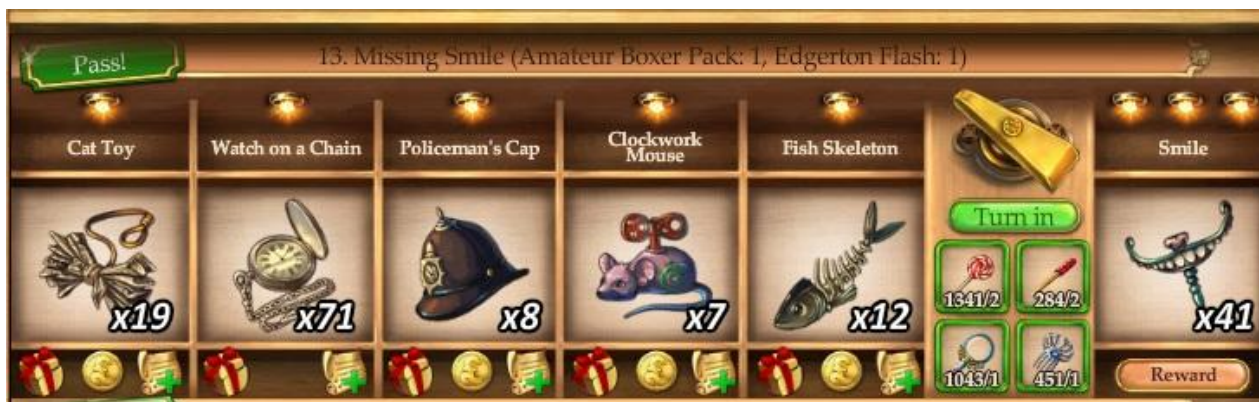 Pass!
13. Missing Smile (Amateur Boxer Pack: 1, Edgerton Flash: 1)
Cat Toy
Watch on a Chain
Policeman's Cap
Clockwork
Mouse
Fish Skeleton
Smile
Turn in
x19
x71
x8
x7
x12
1341/2
284/2
1043/1
451/1
x41
Reward